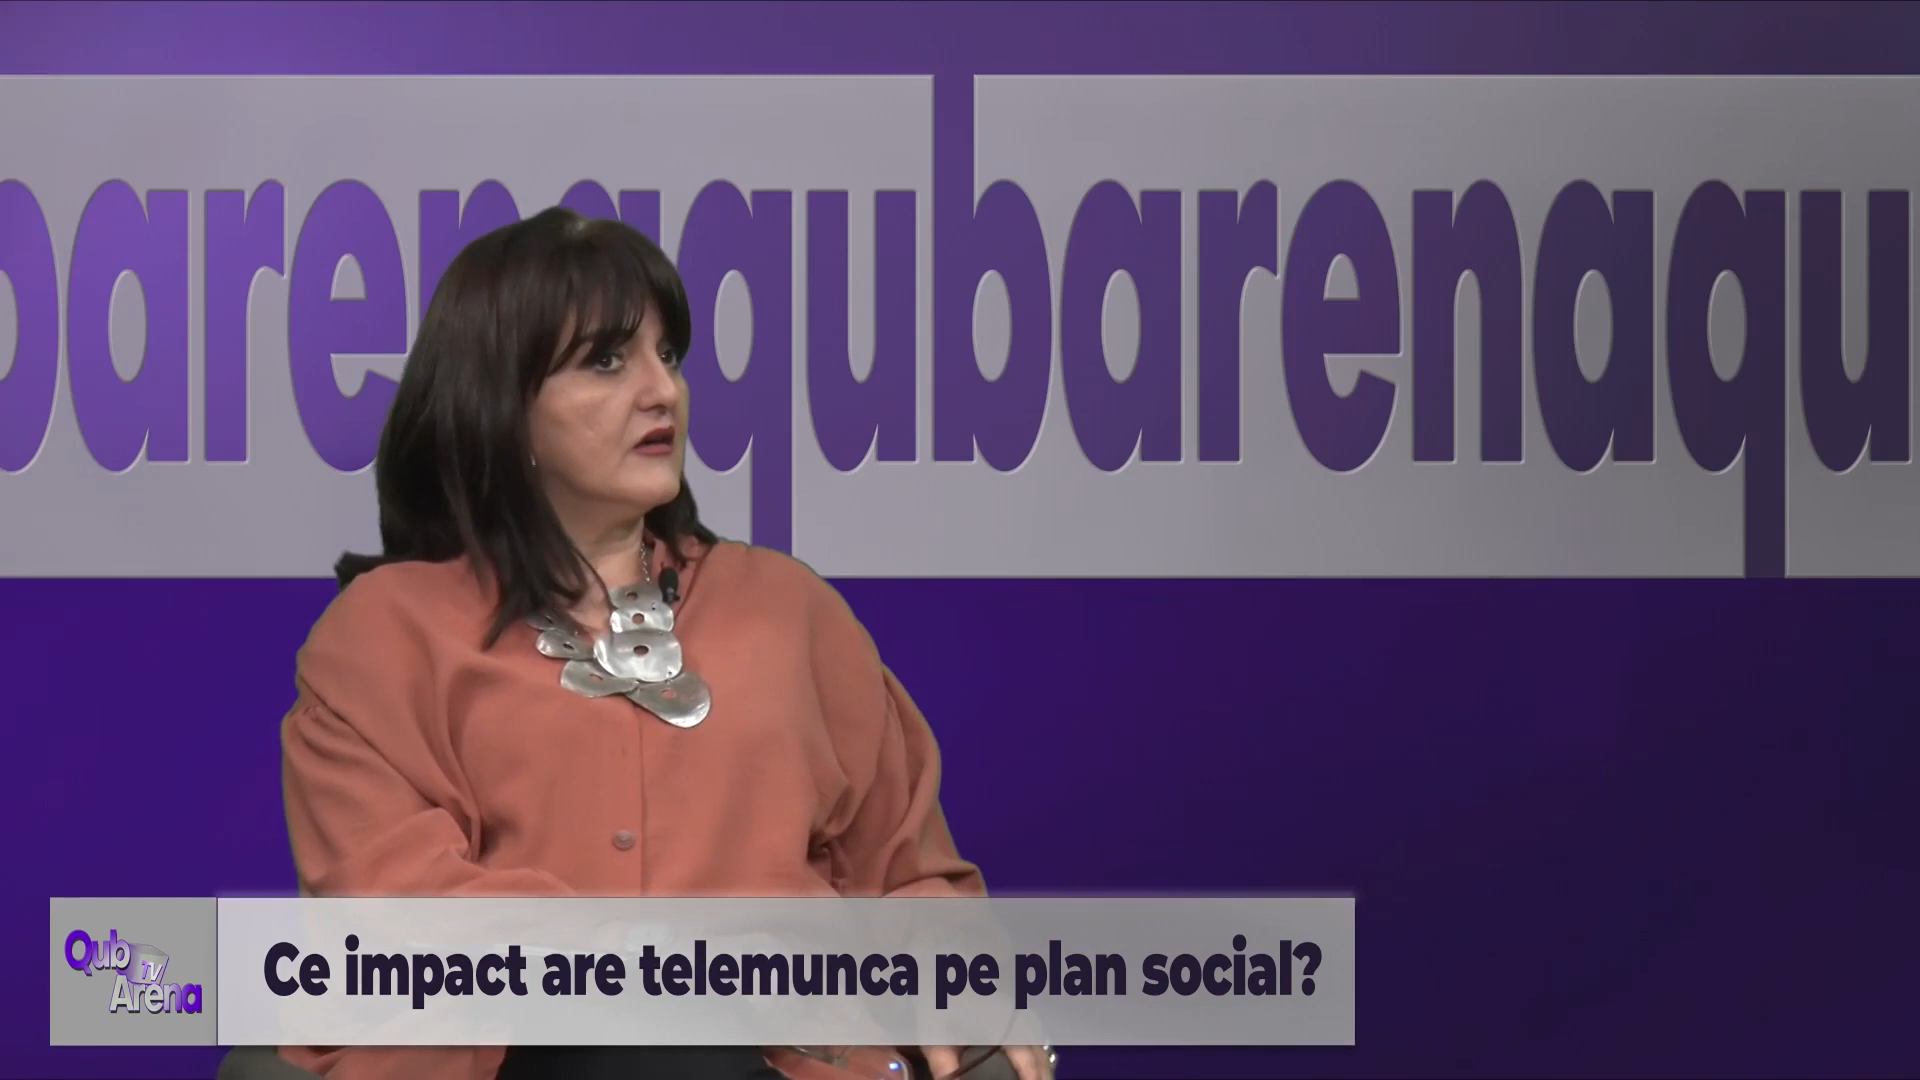 barenaqubarenaqu
Qub
TV
Arena
Ce impact are telemunca pe plan social?